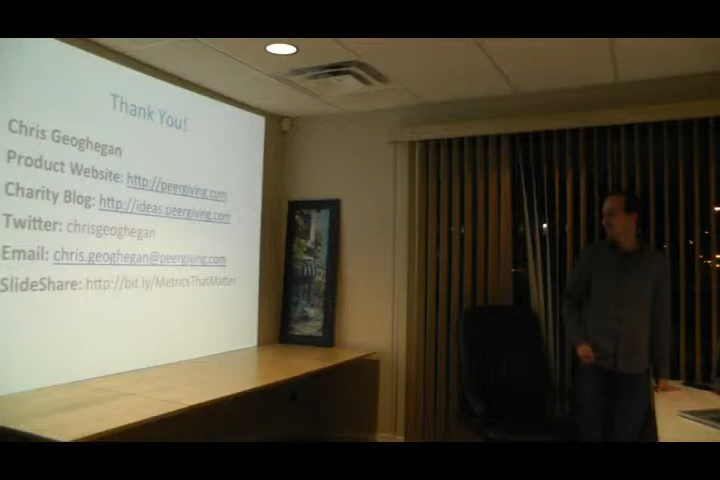 Thank You!
Chris Geoghegan
Product Website: http://peergiving.com
Charity Blog: http://ideas.peergiving.com
Twitter: chrisgeoghegan
Email: chris.geoghegan@peergiving.com
SlideShare: http://bit.ly/MetricsThatMatter